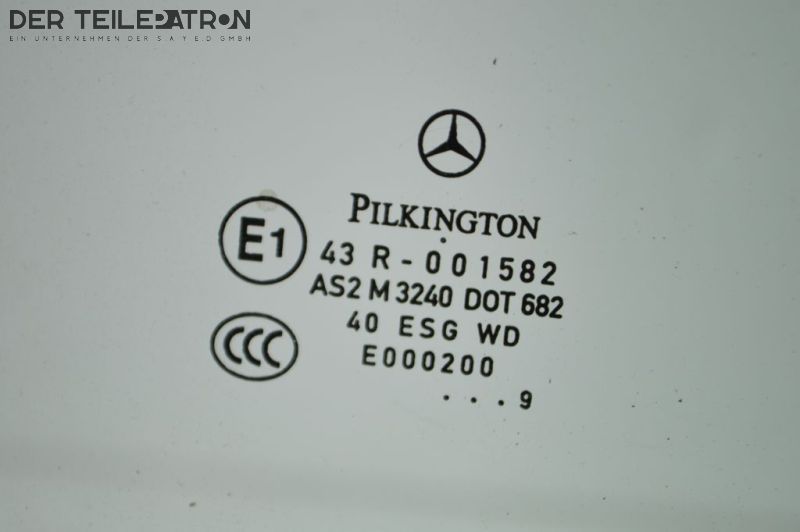 DER TEILEPATRON
EIN UNTERNEHMEN DER S.A.Y.E.D GMBH
PILKINGTON
E1
43 R - 001582
AS2 M 3240 DOT 682
40 ESG WD
CCC
E000200
. . . 9